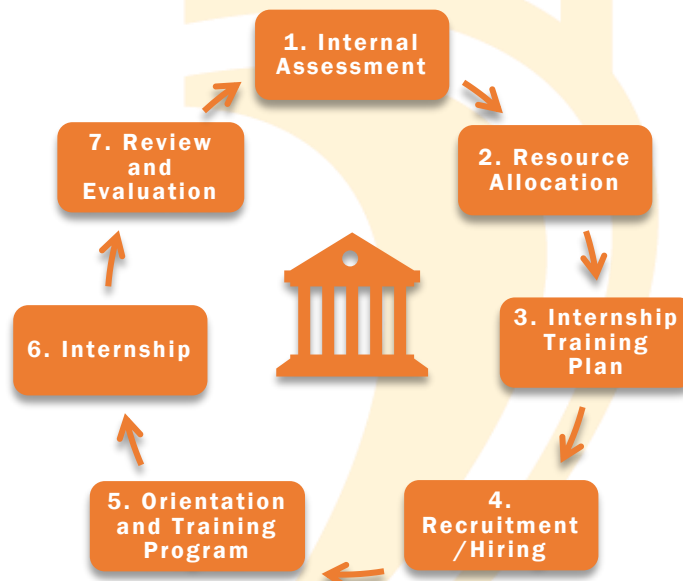 1. Internal
Assessment
2. Resource
Allocation
3. Internship
Training
Plan
4.
Recruitment
/Hiring
5. Orientation
and Training
Program
6. Internship
7. Review
and
Evaluation